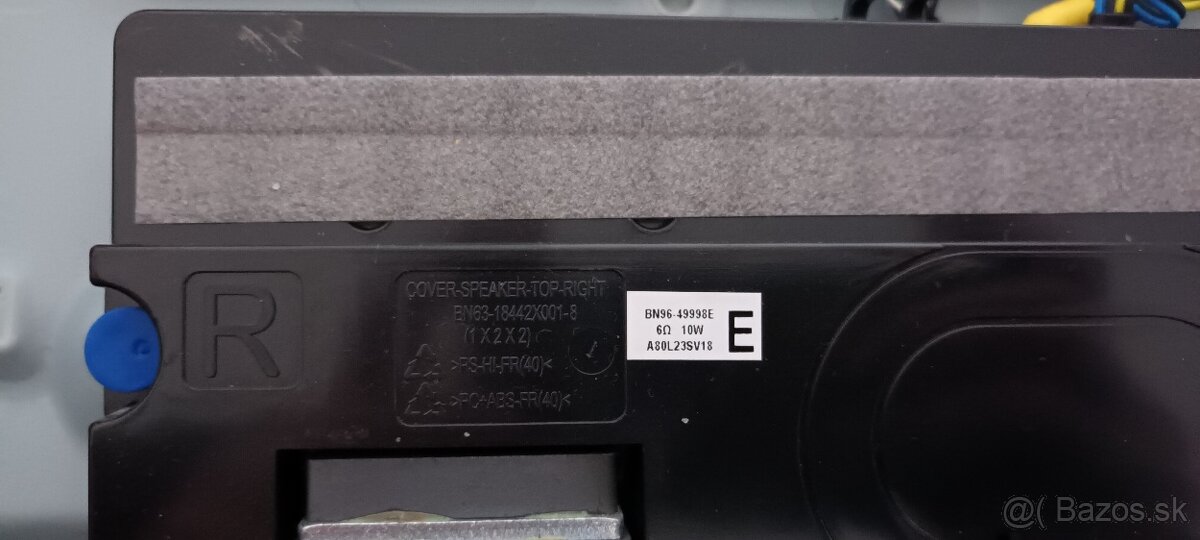 R
COVER-SPEAKER-TOP-RIGHT
BN63-18442X001-8
(1 X 2 X 2)
>PS-HI-FR(40)<
>PC+ABS-FR(40)<
BN96-49998E
6Ω 10W
A80L23SV18
E
@( Bazos.sk